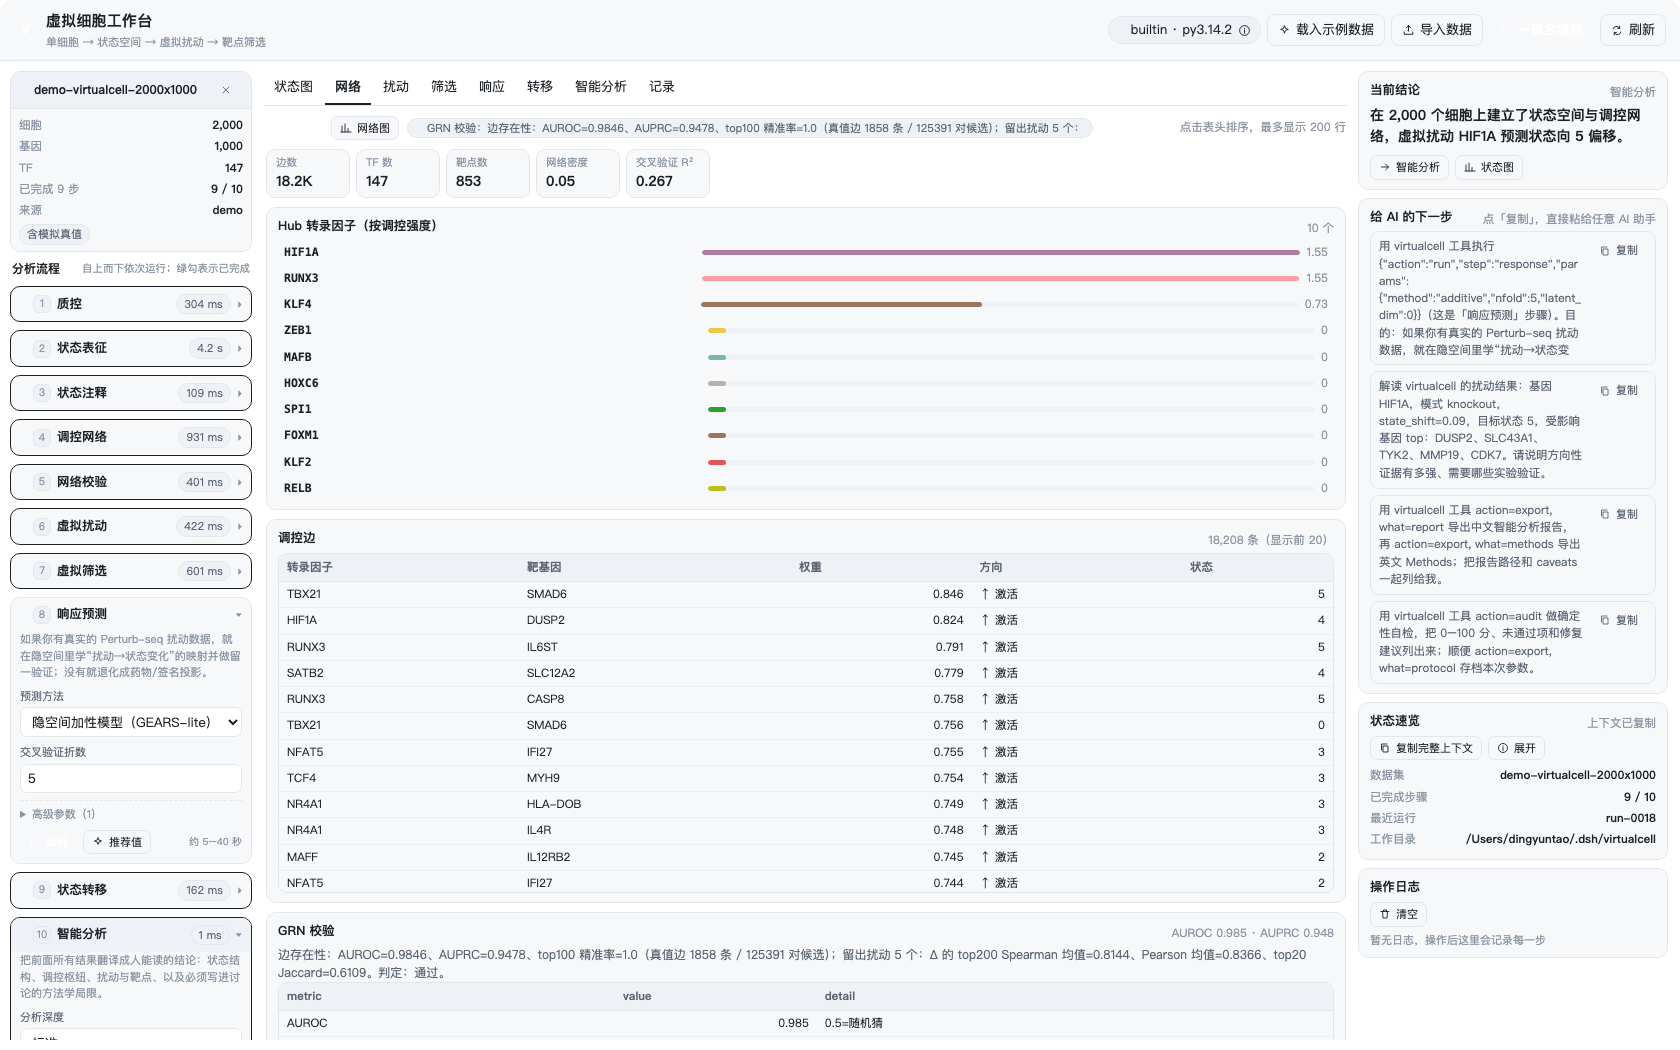 虚拟细胞工作台
单细胞 → 状态空间 → 虚拟扰动 → 靶点筛选
builtin · py3.14.2
载入示例数据
导入数据
一键全流程
刷新
demo-virtualcell-2000x1000
细胞 2,000
基因 1,000
TF 147
已完成 9 步 9 / 10
来源 demo
含模拟真值
分析流程 自上而下依次运行；绿勾表示已完成
1 质控 304 ms
2 状态表征 4.2 s
3 状态注释 109 ms
4 调控网络 931 ms
5 网络校验 401 ms
6 虚拟扰动 422 ms
7 虚拟筛选 601 ms
8 响应预测
如果你有真实的 Perturb-seq 扰动数据，就
在隐空间里学“扰动→状态变化”的映射并做留
一验证；没有就退化成药物/签名投影。
预测方法
隐空间加性模型（GEARS-lite）
交叉验证折数
5
高级参数（1）
运行
推荐值
约 5–40 秒
9 状态转移 162 ms
10 智能分析 1 ms
把前面所有结果翻译成人能读的结论：状态结
构、调控枢纽、扰动与靶点、以及必须写进讨
论的方法学局限。
分析深度
状态图 网络 扰动 筛选 响应 转移 智能分析 记录
网络图
GRN 校验：边存在性：AUROC=0.9846、AUPRC=0.9478、top100 精准率=1.0（真值边 1858 条 / 125391 对候选）；留出扰动 5 个：
点击表头排序，最多显示 200 行
边数 TF 数 靶点数 网络密度 交叉验证 R²
18.2K 147 853 0.05 0.267
Hub 转录因子（按调控强度） 10 个
HIF1A 1.55
RUNX3 1.55
KLF4 0.73
ZEB1 0
MAFB 0
HOXC6 0
SPI1 0
FOXM1 0
KLF2 0
RELB 0
调控边 18,208 条（显示前 20）
转录因子 靶基因 权重 方向 状态
TBX21 SMAD6 0.846 ↑ 激活 5
HIF1A DUSP2 0.824 ↑ 激活 4
RUNX3 IL6ST 0.791 ↑ 激活 5
SATB2 SLC12A2 0.779 ↑ 激活 4
RUNX3 CASP8 0.758 ↑ 激活 5
TBX21 SMAD6 0.756 ↑ 激活 0
NFAT5 IFI27 0.755 ↑ 激活 3
TCF4 MYH9 0.754 ↑ 激活 3
NR4A1 HLA-DOB 0.749 ↑ 激活 3
NR4A1 IL4R 0.748 ↑ 激活 3
MAFF IL12RB2 0.745 ↑ 激活 2
NFAT5 IFI27 0.744 ↑ 激活 2
GRN 校验 AUROC 0.985 · AUPRC 0.948
边存在性：AUROC=0.9846、AUPRC=0.9478、top100 精准率=1.0（真值边 1858 条 / 125391 对候选）；留出扰动 5 个：Δ 的 top200 Spearman 均值=0.8144、Pearson 均值=0.8366、top20
Jaccard=0.6109。判定：通过。
metric value detail
AUROC 0.985 0.5=随机猜
当前结论 智能分析
在 2,000 个细胞上建立了状态空间与调控网
络，虚拟扰动 HIF1A 预测状态向 5 偏移。
智能分析
状态图
给 AI 的下一步 点「复制」，直接粘给任意 AI 助手
用 virtualcell 工具执行
{"action":"run","step":"response","par
ams":
{"method":"additive","nfold":5,"latent_
dim":0}}（这是「响应预测」步骤）。目
的：如果你有真实的 Perturb-seq 扰动
数据，就在隐空间里学“扰动→状态变
复制
解读 virtualcell 的扰动结果：基因
HIF1A，模式 knockout，
state_shift=0.09，目标状态 5，受影响
基因 top：DUSP2、SLC43A1、
TYK2、MMP19、CDK7。请说明方向性
证据有多强、需要哪些实验验证。
复制
用 virtualcell 工具 action=export,
what=report 导出中文智能分析报告，
再 action=export, what=methods 导出
英文 Methods；把报告路径和 caveats
一起列给我。
复制
用 virtualcell 工具 action=audit 做确定
性自检，把 0–100 分、未通过项和修复
建议列出来；顺便 action=export,
what=protocol 存档本次参数。
复制
状态速览 上下文已复制
复制完整上下文
展开
数据集 demo-virtualcell-2000x1000
已完成步骤 9 / 10
最近运行 run-0018
工作目录 /Users/dingyuntao/.dsh/virtualcell
操作日志
清空
暂无日志，操作后这里会记录每一步